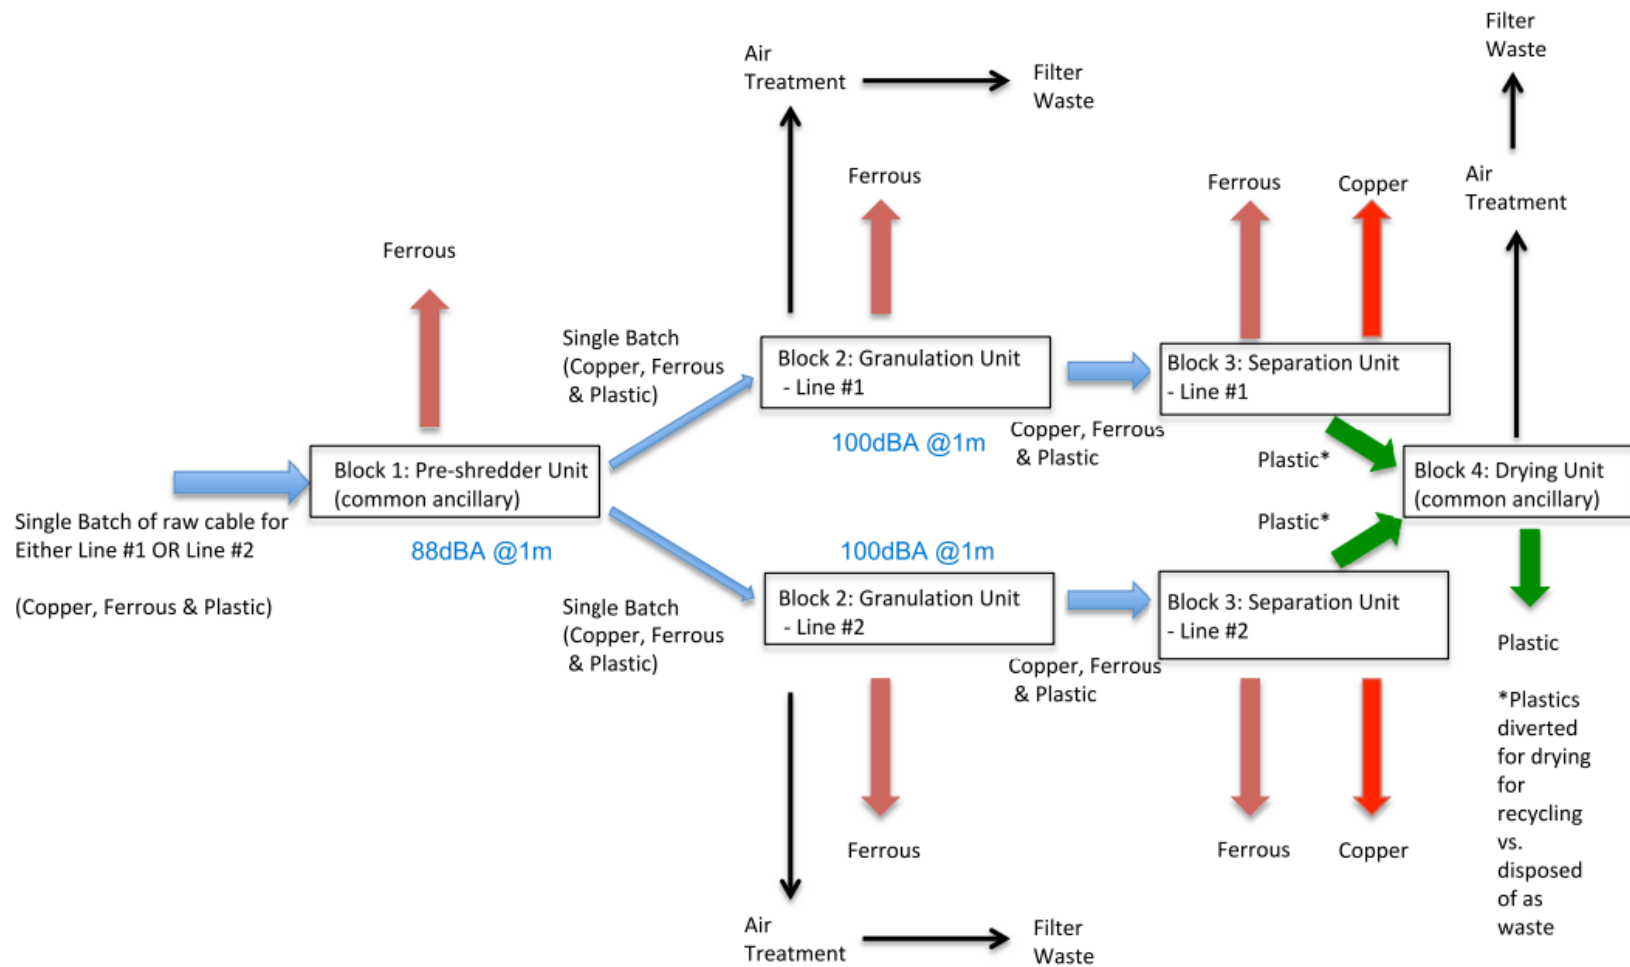 Filter
Waste
Air
Treatment
Filter
Waste
Ferrous
Ferrous
Copper
Air
Treatment
Ferrous
Single Batch
(Copper, Ferrous
& Plastic)
Block 2: Granulation Unit
- Line #1
Block 3: Separation Unit
- Line #1
100dBA @1m
Copper, Ferrous
& Plastic
Block 1: Pre-shredder Unit
(common ancillary)
Plastic*
Block 4: Drying Unit
(common ancillary)
Single Batch of raw cable for
Either Line #1 OR Line #2
(Copper, Ferrous & Plastic)
88dBA @1m
Plastic*
100dBA @1m
Single Batch
(Copper, Ferrous
& Plastic)
Block 2: Granulation Unit
- Line #2
Block 3: Separation Unit
- Line #2
Copper, Ferrous
& Plastic
Plastic
*Plastics
diverted
for drying
for
recycling
vs.
disposed
of as
waste
Ferrous
Ferrous
Copper
Air
Treatment
Filter
Waste